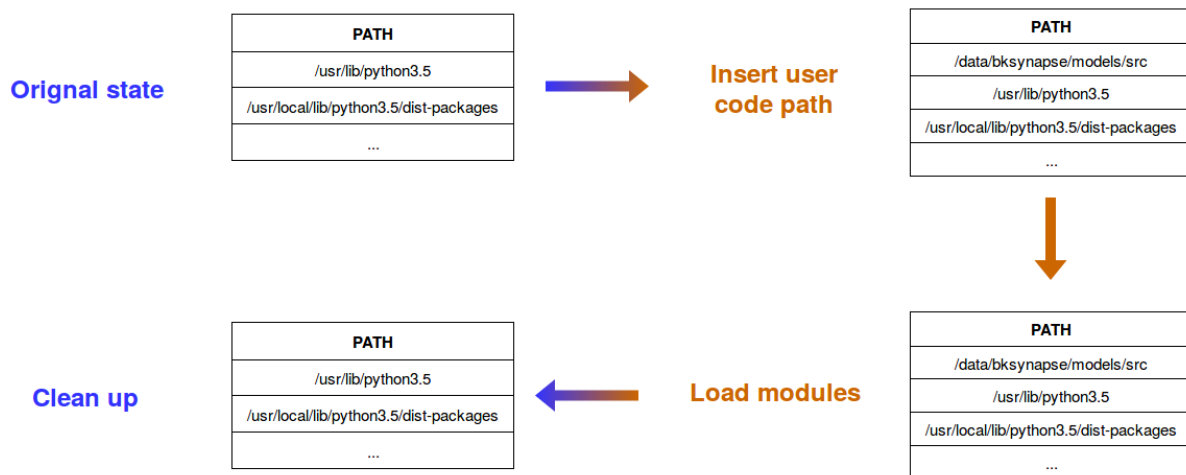 PATH
/usr/lib/python3.5
/usr/local/lib/python3.5/dist-packages
...
Orignal state
Insert user
code path
PATH
/data/bksynapse/models/src
/usr/lib/python3.5
/usr/local/lib/python3.5/dist-packages
...
PATH
/data/bksynapse/models/src
/usr/lib/python3.5
/usr/local/lib/python3.5/dist-packages
...
Load modules
PATH
/usr/lib/python3.5
/usr/local/lib/python3.5/dist-packages
...
Clean up